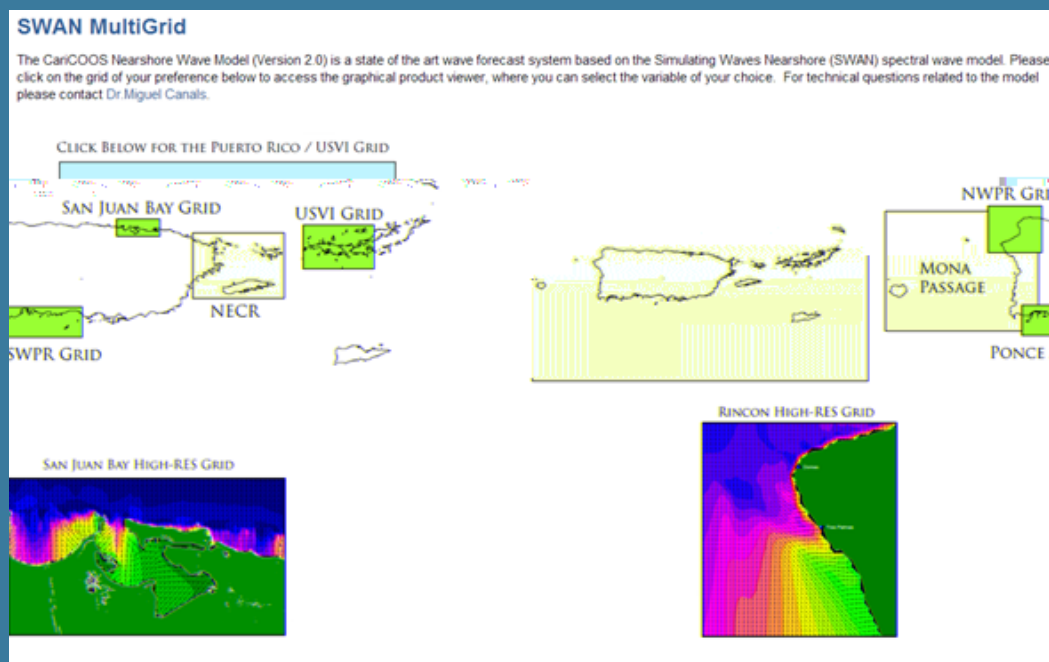 SWAN MultiGrid
The CariCOOS Nearshore Wave Model (Version 2.0) is a state of the art wave forecast system based on the Simulating Waves Nearshore (SWAN) spectral wave model. Please
click on the grid of your preference below to access the graphical product viewer, where you can select the variable of your choice. For technical questions related to the model
please contact Dr.Miguel Canals.
CLICK BELOW FOR THE PUERTO RICO / USVI GRID
SAN JUAN BAY GRID
USVI GRID
NECR
SWPR GRID
NWPR GRI
MONA
PASSAGE
PONCE
SAN JUAN BAY HIGH-RES GRID
RINCON HIGH-RES GRID
Tres Palmas